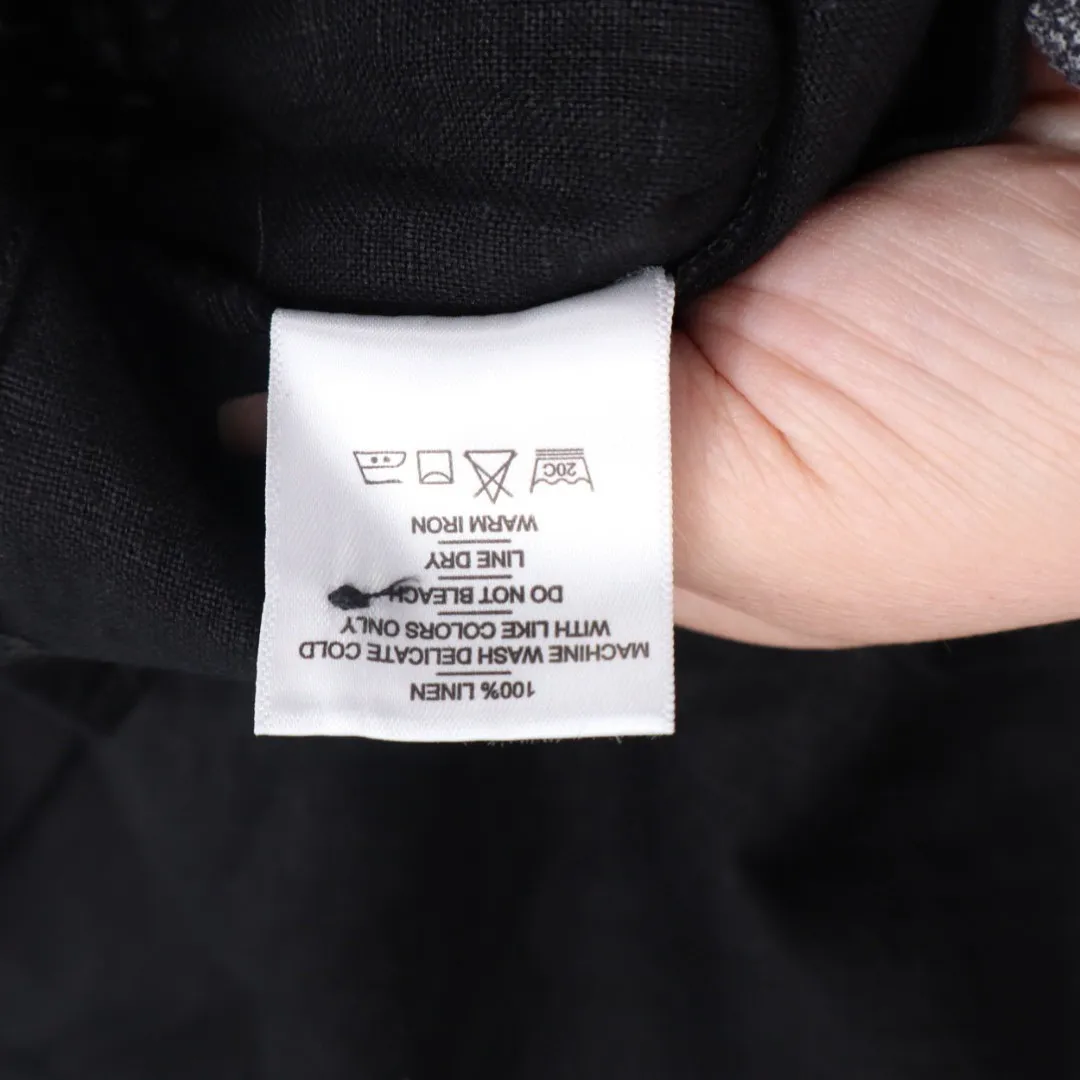 100% LINEN
MACHINE WASH DELICATE COLD
WITH LIKE COLORS ONLY
DO NOT BLEACH
LINE DRY
WARM IRON
20C